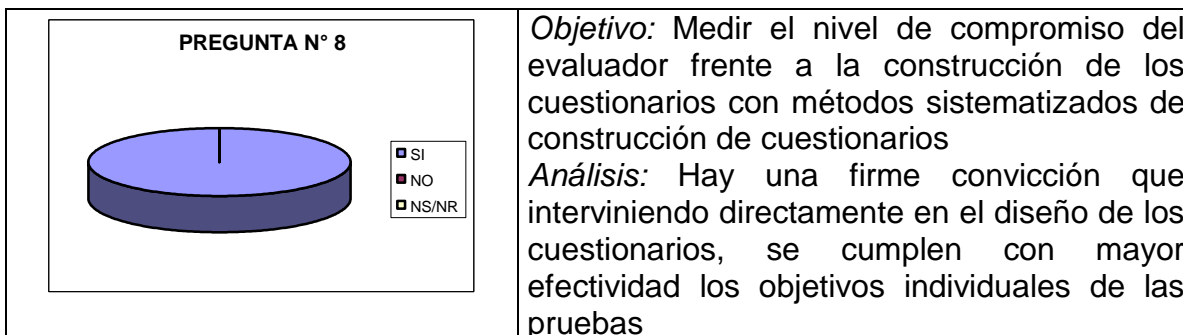 PREGUNTA N° 8
SI
NO
NS/NR
Objetivo: Medir el nivel de compromiso del
evaluador frente a la construcción de los
cuestionarios con métodos sistematizados de
construcción de cuestionarios
Análisis: Hay una firme convicción que
interviniendo directamente en el diseño de los
cuestionarios, se cumplen con mayor
efectividad los objetivos individuales de las
pruebas